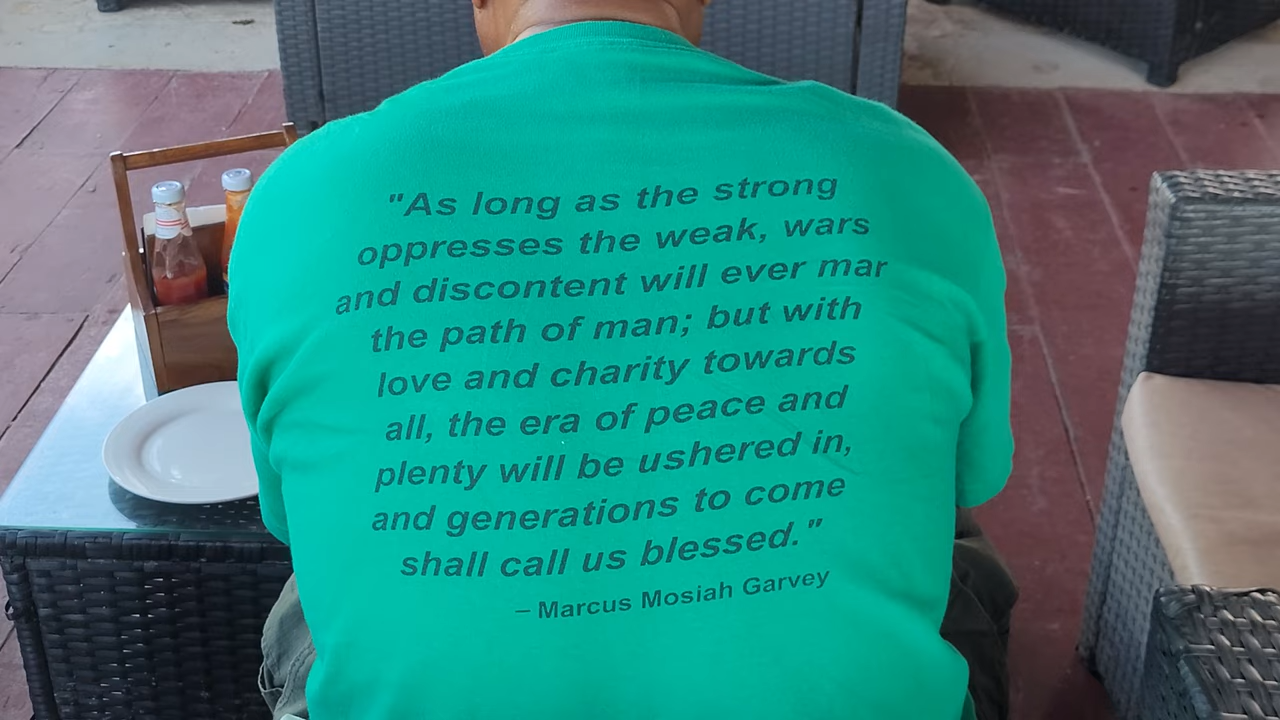 "As long as the strong
oppresses the weak, wars
and discontent will ever mar
the path of man; but with
love and charity towards
all, the era of peace and
plenty will be ushered in,
and generations to come
shall call us blessed."
– Marcus Mosiah Garvey